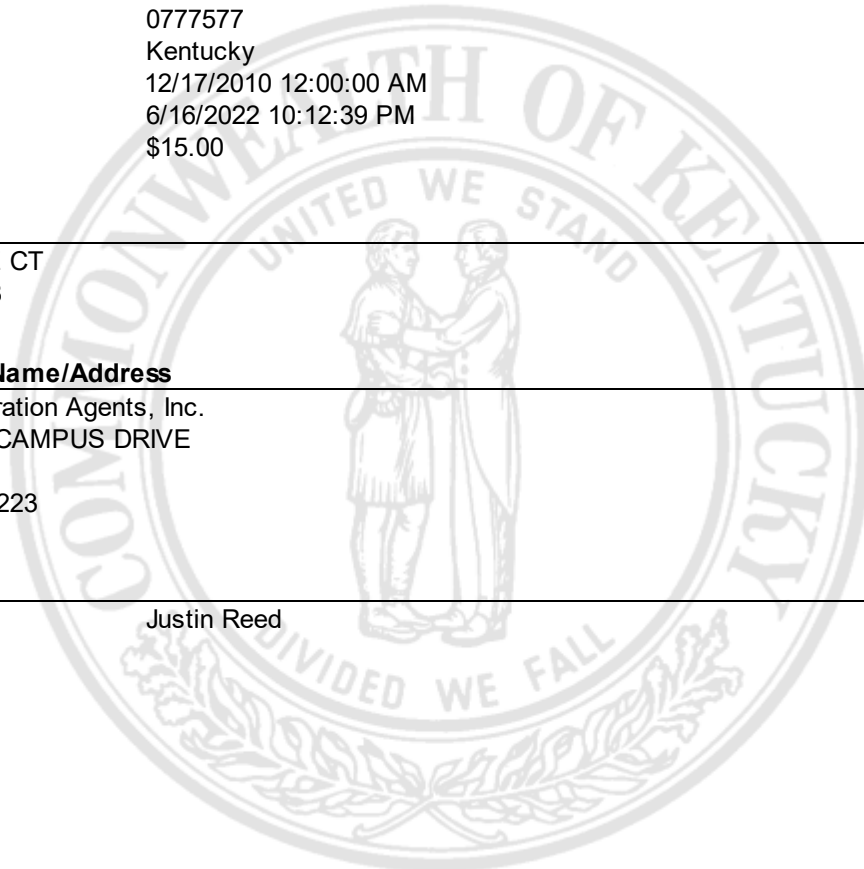 0777577
Kentucky
12/17/2010 12:00:00 AM
6/16/2022 10:12:39 PM
$15.00
COMMONWEALTH OF KENTUCKY
UNITED WE STAND
CT
Name/Address
ration Agents, Inc.
CAMPUS DRIVE
223
Justin Reed
DIVIDED WE FALL